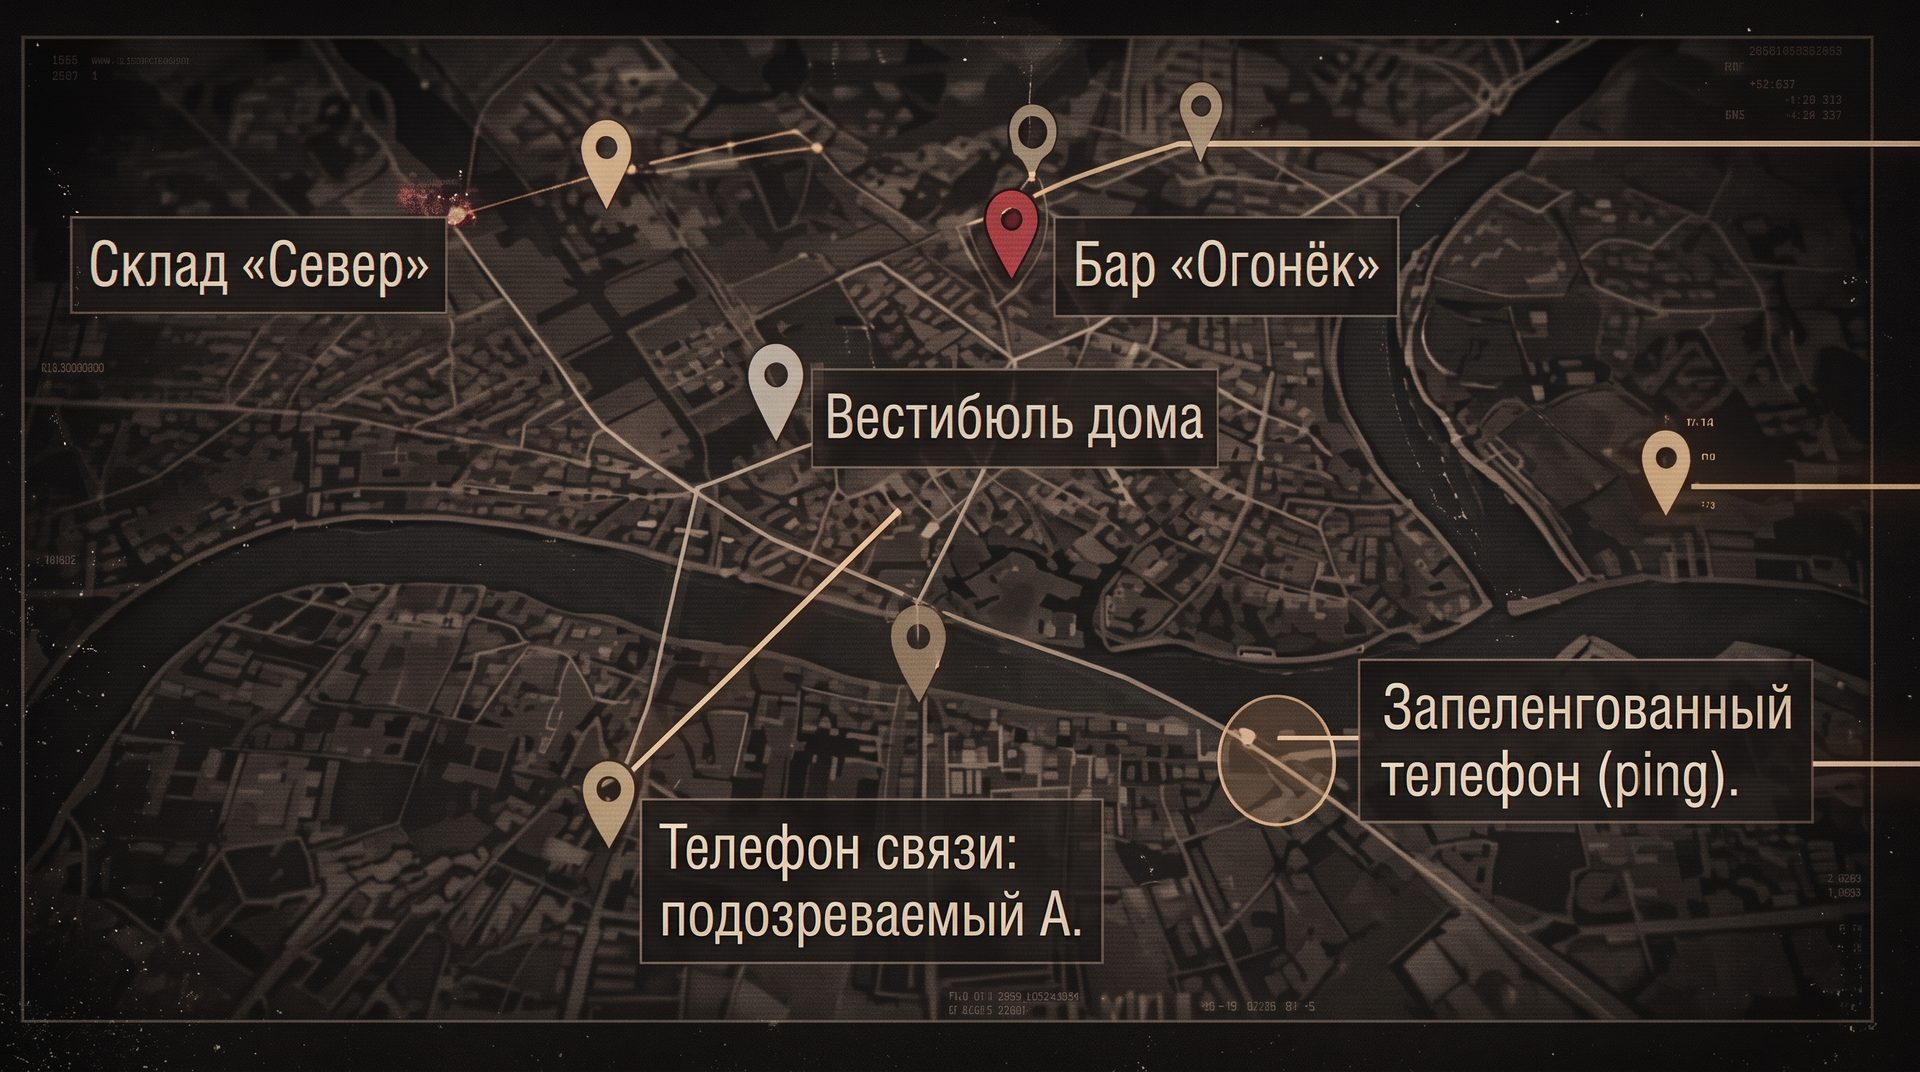 Склад «Север»
Бар «Огонёк»
Вестибюль дома
Запеленгованный
телефон (ping).
Телефон связи:
подозреваемый А.